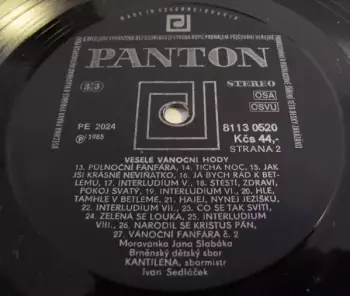 MADE IN CZECHOSLOVAKIA
PANTON
33
STEREO
OSA
OSVU
PE 2024
Ⓟ 1985
8113 0520
Kčs 44,-
STRANA 2
VESELÉ VÁNOČNÍ HODY
13. PŮLNOČNÍ FANFÁRA, 14. TICHÁ NOC, 15. JAK
JSI KRÁSNÉ NEVIŇÁTKO, 16. JÁ BYCH RÁD K BET-
LÉMU, 17. INTERLUDIUM V., 18. ŠTĚSTÍ, ZDRAVÍ,
POKOJ SVATÝ, 19. INTERLUDIUM VI., 20. HLE,
TAMHLE V BETLÉMĚ, 21. HAJEJ, NYNEJ JEŽÍŠKU,
22. INTERLUDIUM VII., 23. CO SE TAK SVÍTÍ,
24. ZELENÁ SE LOUKA, 25. INTERLUDIUM
VIII., 26. NARODIL SE KRISTUS PÁN,
27. VÁNOČNÍ FANFÁRA č. 2
Moravanka Jana Slabáka
Brněnský dětský sbor
KANTILÉNA, sbormistr
Ivan Sedláček